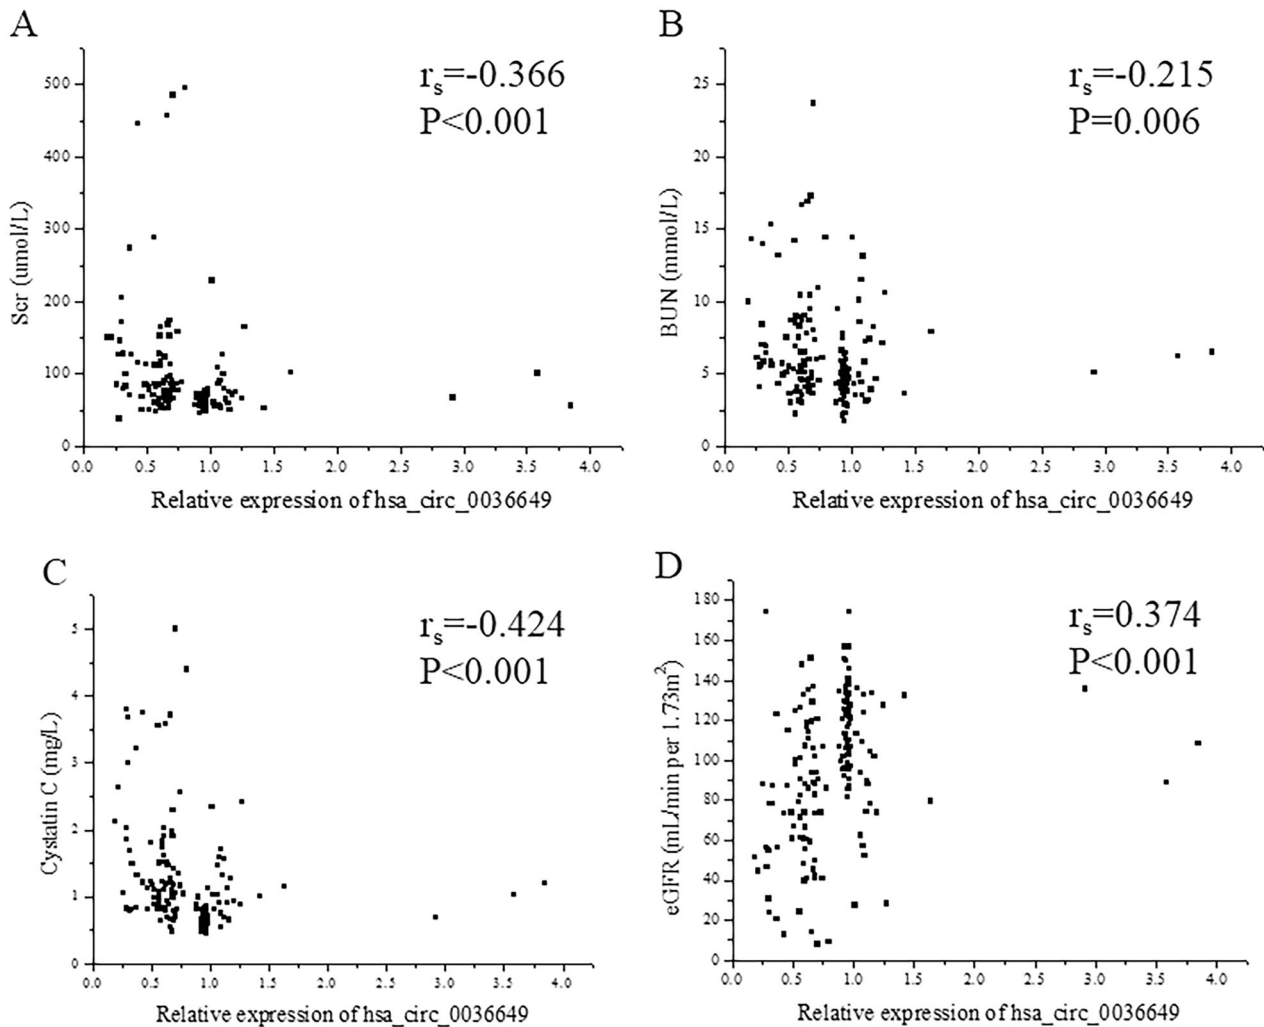 A
r_s=-0.366
P<0.001
500
400
300
200
100
0
Scr (umol/L)
0.0 0.5 1.0 1.5 2.0 2.5 3.0 3.5 4.0
Relative expression of hsa_circ_0036649
B
r_s=-0.215
P=0.006
25
20
15
10
5
0
BUN (mmol/L)
0.0 0.5 1.0 1.5 2.0 2.5 3.0 3.5 4.0
Relative expression of hsa_circ_0036649
C
r_s=-0.424
P<0.001
5
4
3
2
1
0
Cystatin C (mg/L)
0.0 0.5 1.0 1.5 2.0 2.5 3.0 3.5 4.0
Relative expression of hsa_circ_0036649
D
r_s=0.374
P<0.001
180
160
140
120
100
80
60
40
20
0
eGFR (mL/min per 1.73m²)
0.0 0.5 1.0 1.5 2.0 2.5 3.0 3.5 4.0
Relative expression of hsa_circ_0036649